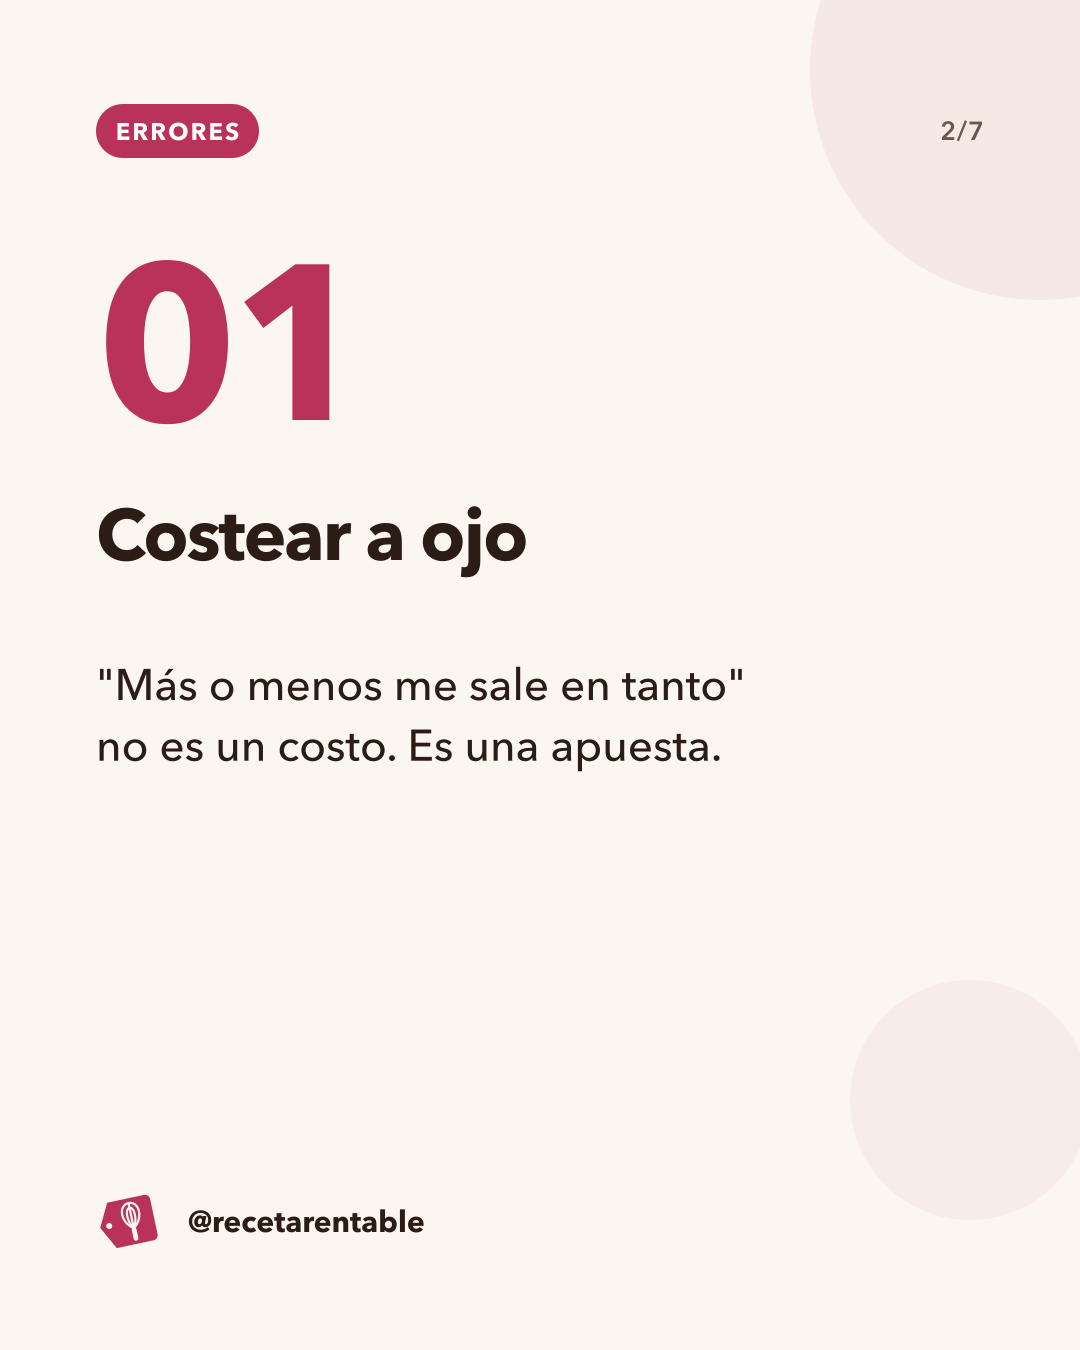 ERRORES
2/7
01
Costear a ojo
"Más o menos me sale en tanto"
no es un costo. Es una apuesta.
@recetarentable